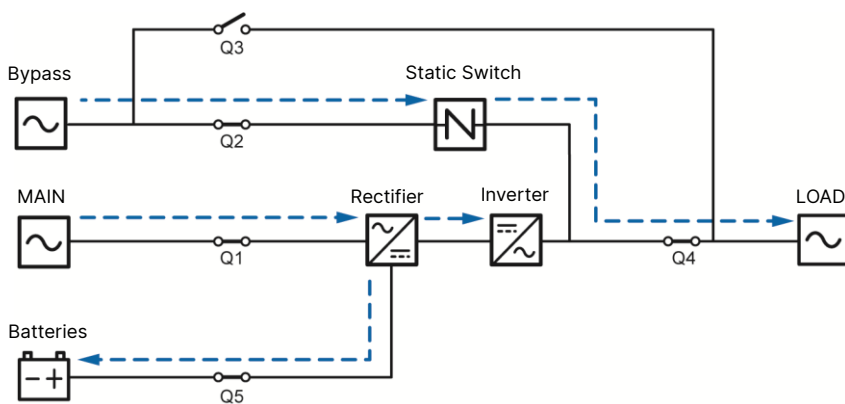 Q3
Bypass
Static Switch
Q2
MAIN
Rectifier
Inverter
LOAD
Q1
Q4
Batteries
Q5